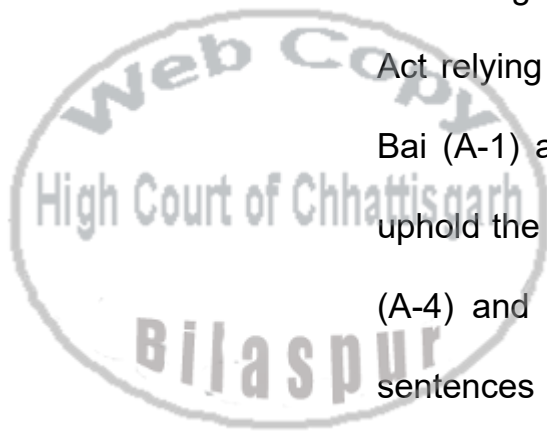 Web Copy
Act relying
Bai (A-1)
High Court of Chhattisgarh
uphold the
(A-4) and
Bilaspur
sentences